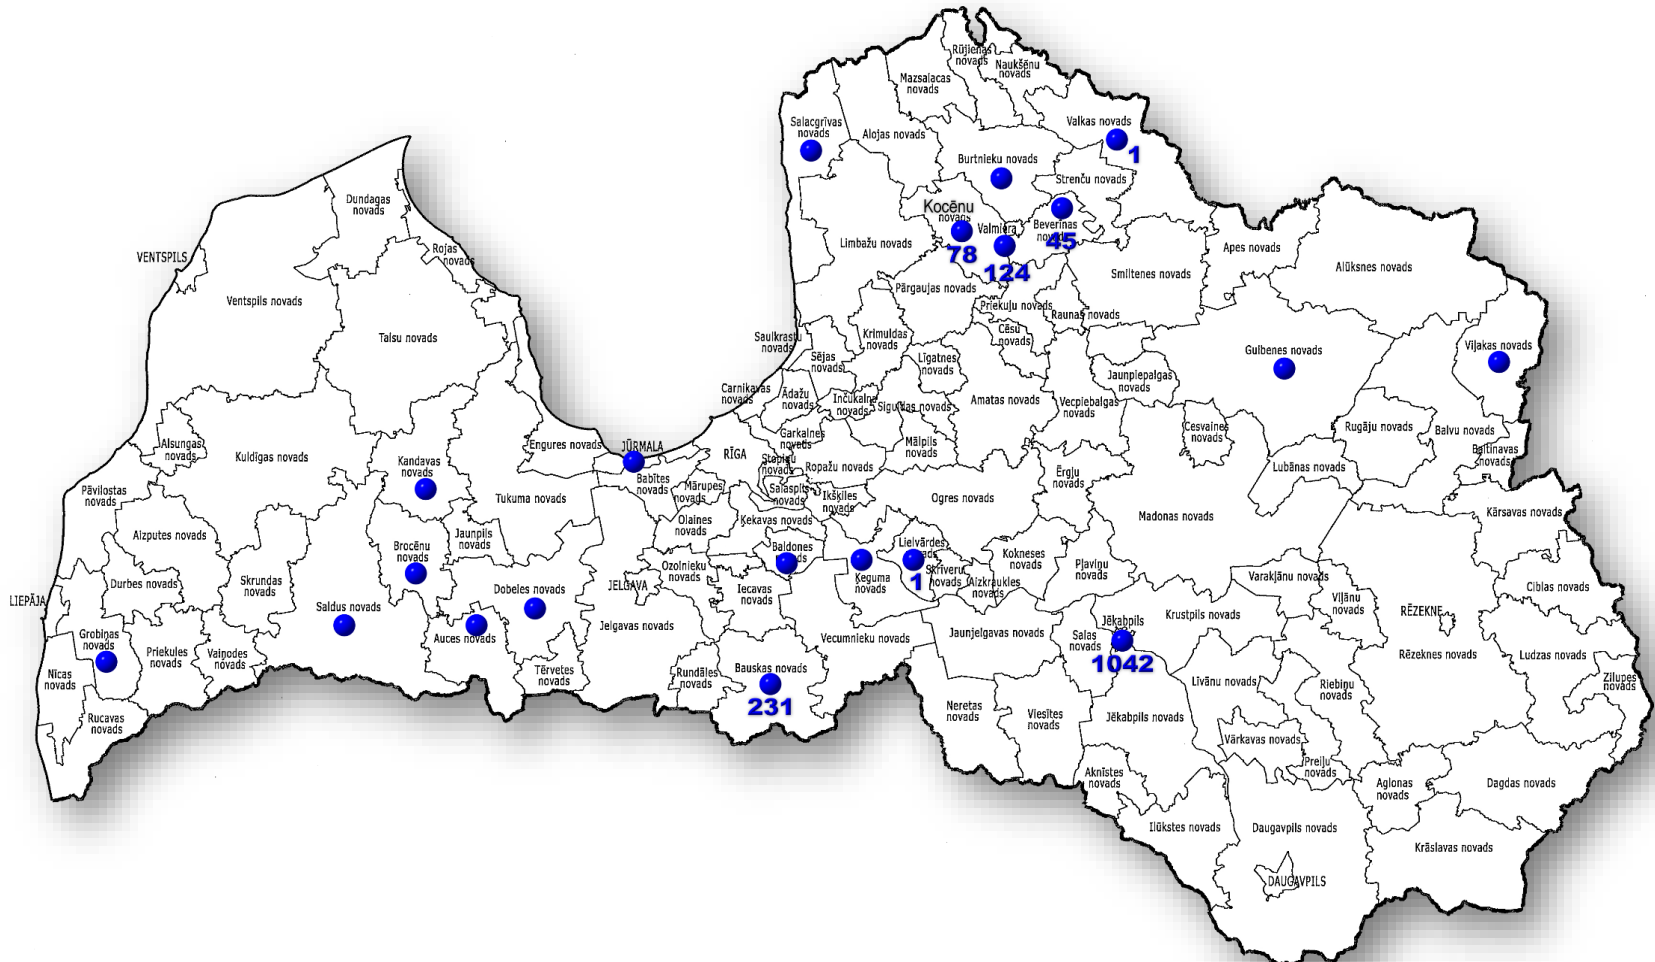 Rūjienas
novads
Naukšēnu
novads
Mazsalacas
novads
Salacgrīvas
novads
Alojas novads
Valkas novads
1
Burtnieku novads
Strenču novads
Dundagas
novads
Kocēnu
novads
78
Valmiera
124
Beverīnas
novads
45
Limbažu novads
Rojas
novads
VENTSPILS
Apes novads
Alūksnes novads
Smiltenes novads
Ventspils novads
Pārgaujas novads
Priekuļu novads
Raunas novads
Talsu novads
Saulkrastu
novads
Krimuldas
novads
Cēsu
novads
Sējas
novads
Līgatnes
novads
Gulbenes novads
Viļakas novads
Jaunpiepalgas
novads
Carnikavas
novads
Ādažu
novads
Inčukalna
novads
Siguldas novads
Amatas novads
Vecpiebalgas
novads
Alsungas
novads
Kuldīgas novads
Engures novads
JŪRMALA
RĪGA
Garkalnes
novads
Mālpils
novads
Cesvaines
novads
Rugāju novads
Balvu novads
Baltinavas
novads
Kandavas
novads
Babītes
novads
Stopiņu
novads
Ropažu novads
Ērgļu
novads
Lubānas novads
Pāvilostas
novads
Tukuma novads
Mārupes
novads
Salaspils
novads
Ikšķiles
novads
Ogres novads
Madonas novads
Kārsavas novads
Aizputes novads
Jaunpils
novads
Olaines
novads
Ķekavas novads
Brocēnu
novads
Baldones
novads
Lielvārdes
novads
1
Kokneses
novads
Durbes novads
Skrundas
novads
Dobeles novads
JELGAVA
Ozolnieku
novads
Iecavas
novads
Ķeguma
novads
Skrīveru
novads
Aizkraukles
novads
Pļaviņu
novads
Varakļānu novads
Ciblas novads
LIEPĀJA
Saldus novads
Viļānu
novads
RĒZEKNE
Grobiņas
novads
Auces novads
Jelgavas novads
Vecumnieku novads
Jaunjelgavas novads
Salas
novads
Jēkabpils
1042
Krustpils novads
Rēzeknes novads
Ludzas novads
Nīcas
novads
Priekules
novads
Vaiņodes
novads
Tērvetes
novads
Rundāles
novads
Bauskas novads
231
Līvānu novads
Riebiņu
novads
Zilupes
novads
Rucavas
novads
Neretas
novads
Viesītes
novads
Jēkabpils novads
Vārkavas novads
Preiļu
novads
Aknīstes
novads
Aglonas
novads
Dagdas novads
Ilūkstes novads
Daugavpils novads
Krāslavas novads
DAUGAVPILS